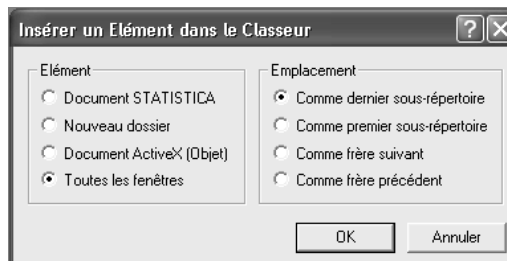 Insérer un Elément dans le Classeur
Elément
Document STATISTICA
Nouveau dossier
Document ActiveX (Objet)
Toutes les fenêtres
Emplacement
Comme dernier sous-répertoire
Comme premier sous-répertoire
Comme frère suivant
Comme frère précédent
OK
Annuler